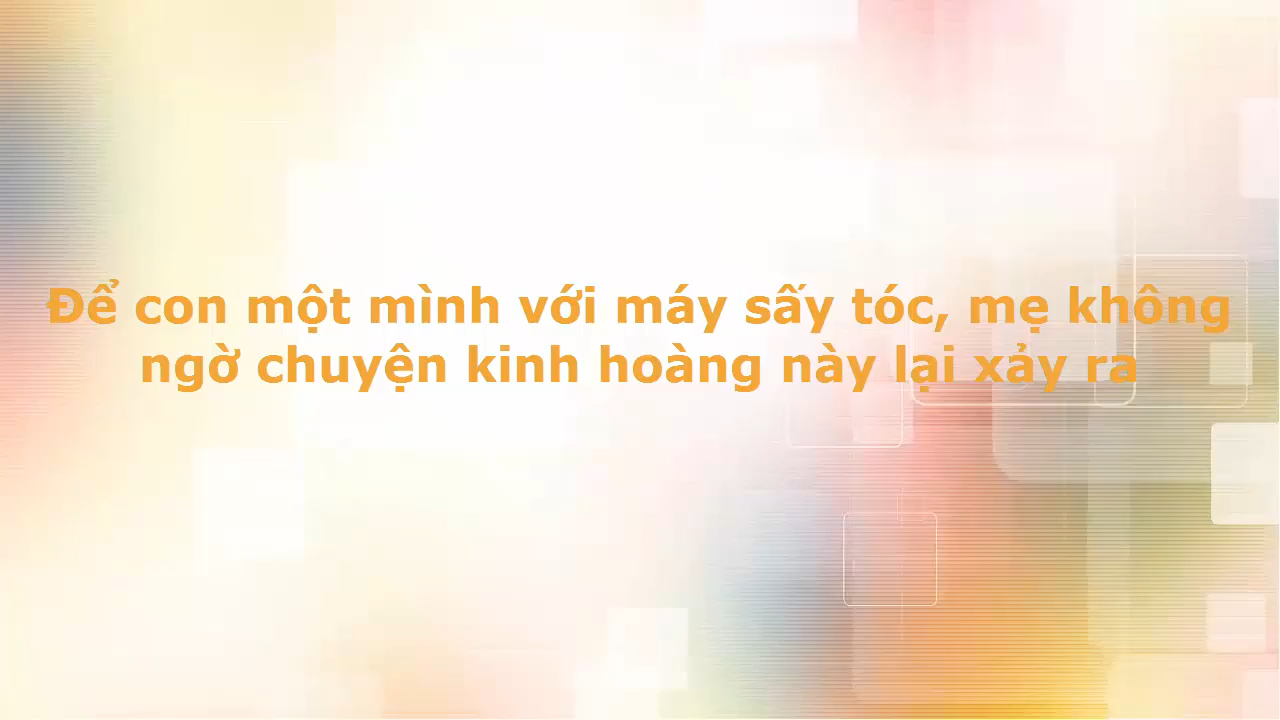 Để con một mình với máy sấy tóc, mẹ không
ngờ chuyện kinh hoàng này lại xảy ra